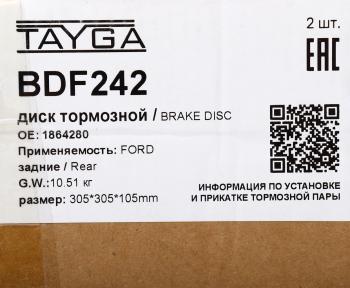 TAYGA
2 шт.
EAC
BDF242
диск тормозной / BRAKE DISC
OE: 1864280
Применяемость: FORD
задние / Rear
G.W.:10.51 кг
размер: 305*305*105mm
ИНФОРМАЦИЯ ПО УСТАНОВКЕ
И ПРИКАТКЕ ТОРМОЗНОЙ ПАРЫ